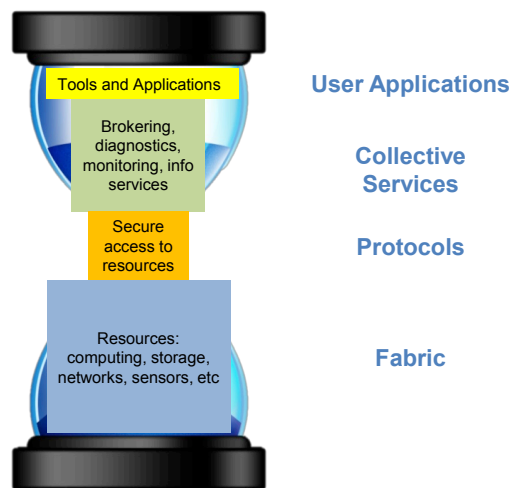 Tools and Applications
User Applications
Brokering,
diagnostics,
monitoring, info
services
Collective
Services
Secure
access to
resources
Protocols
Resources:
computing, storage,
networks, sensors, etc
Fabric